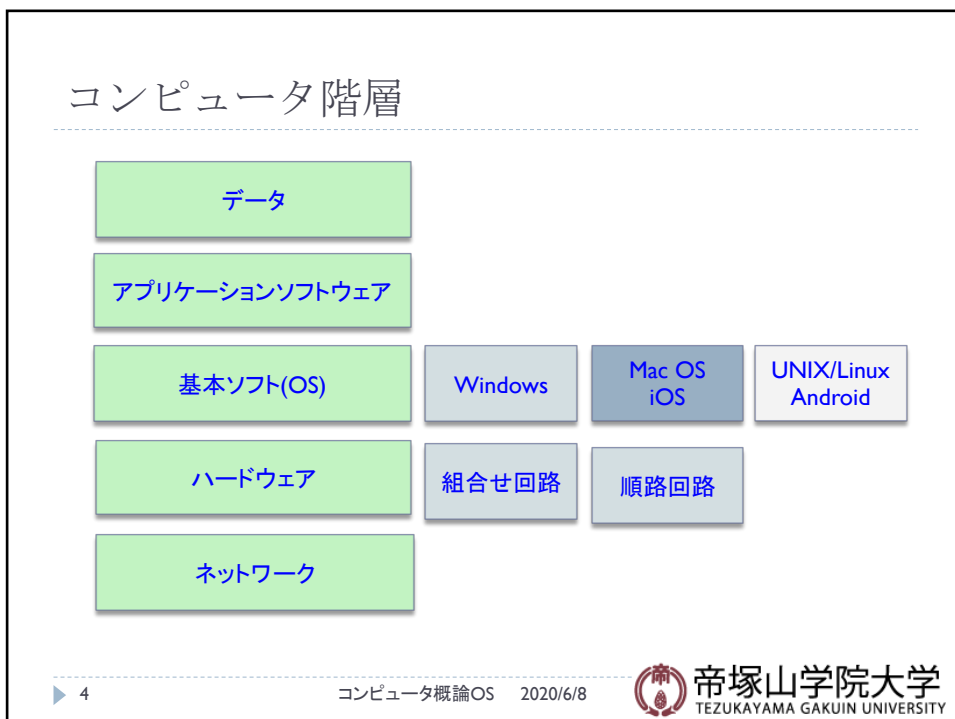 コンピュータ階層
データ
アプリケーションソフトウェア
基本ソフト(OS)
Windows
Mac OS
iOS
UNIX/Linux
Android
ハードウェア
組合せ回路
順路回路
ネットワーク
4
コンピュータ概論OS 2020/6/8
帝
帝塚山学院大学
TEZUKAYAMA GAKUIN UNIVERSITY